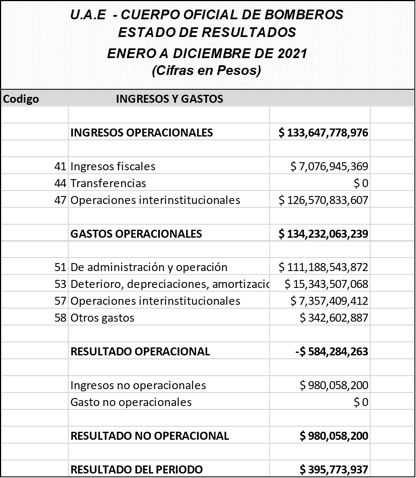 U.A.E - CUERPO OFICIAL DE BOMBEROS
ESTADO DE RESULTADOS
ENERO A DICIEMBRE DE 2021
(Cifras en Pesos)
Codigo INGRESOS Y GASTOS
INGRESOS OPERACIONALES $ 133,647,778,976
41 Ingresos fiscales $ 7,076,945,369
44 Transferencias $ 0
47 Operaciones interinstitucionales $ 126,570,833,607
GASTOS OPERACIONALES $ 134,232,063,239
51 De administración y operación $ 111,188,543,872
53 Deterioro, depreciaciones, amortizacio $ 15,343,507,068
57 Operaciones interinstitucionales $ 7,357,409,412
58 Otros gastos $ 342,602,887
RESULTADO OPERACIONAL -$ 584,284,263
Ingresos no operacionales $ 980,058,200
Gasto no operacionales $ 0
RESULTADO NO OPERACIONAL $ 980,058,200
RESULTADO DEL PERIODO $ 395,773,937